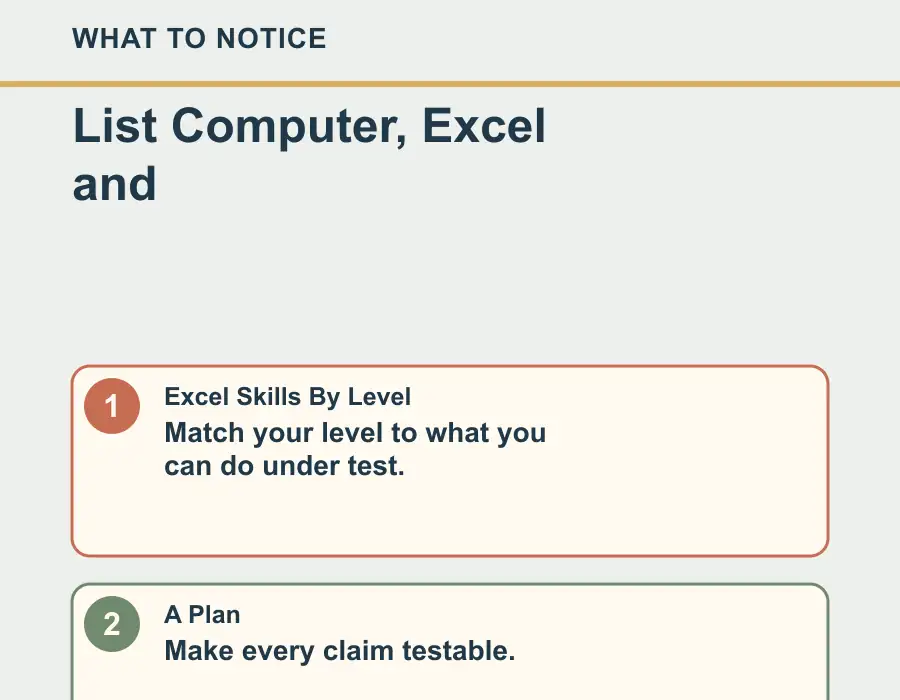 WHAT TO NOTICE
List Computer, Excel
and
1
Excel Skills By Level
Match your level to what you
can do under test.
2
A Plan
Make every claim testable.